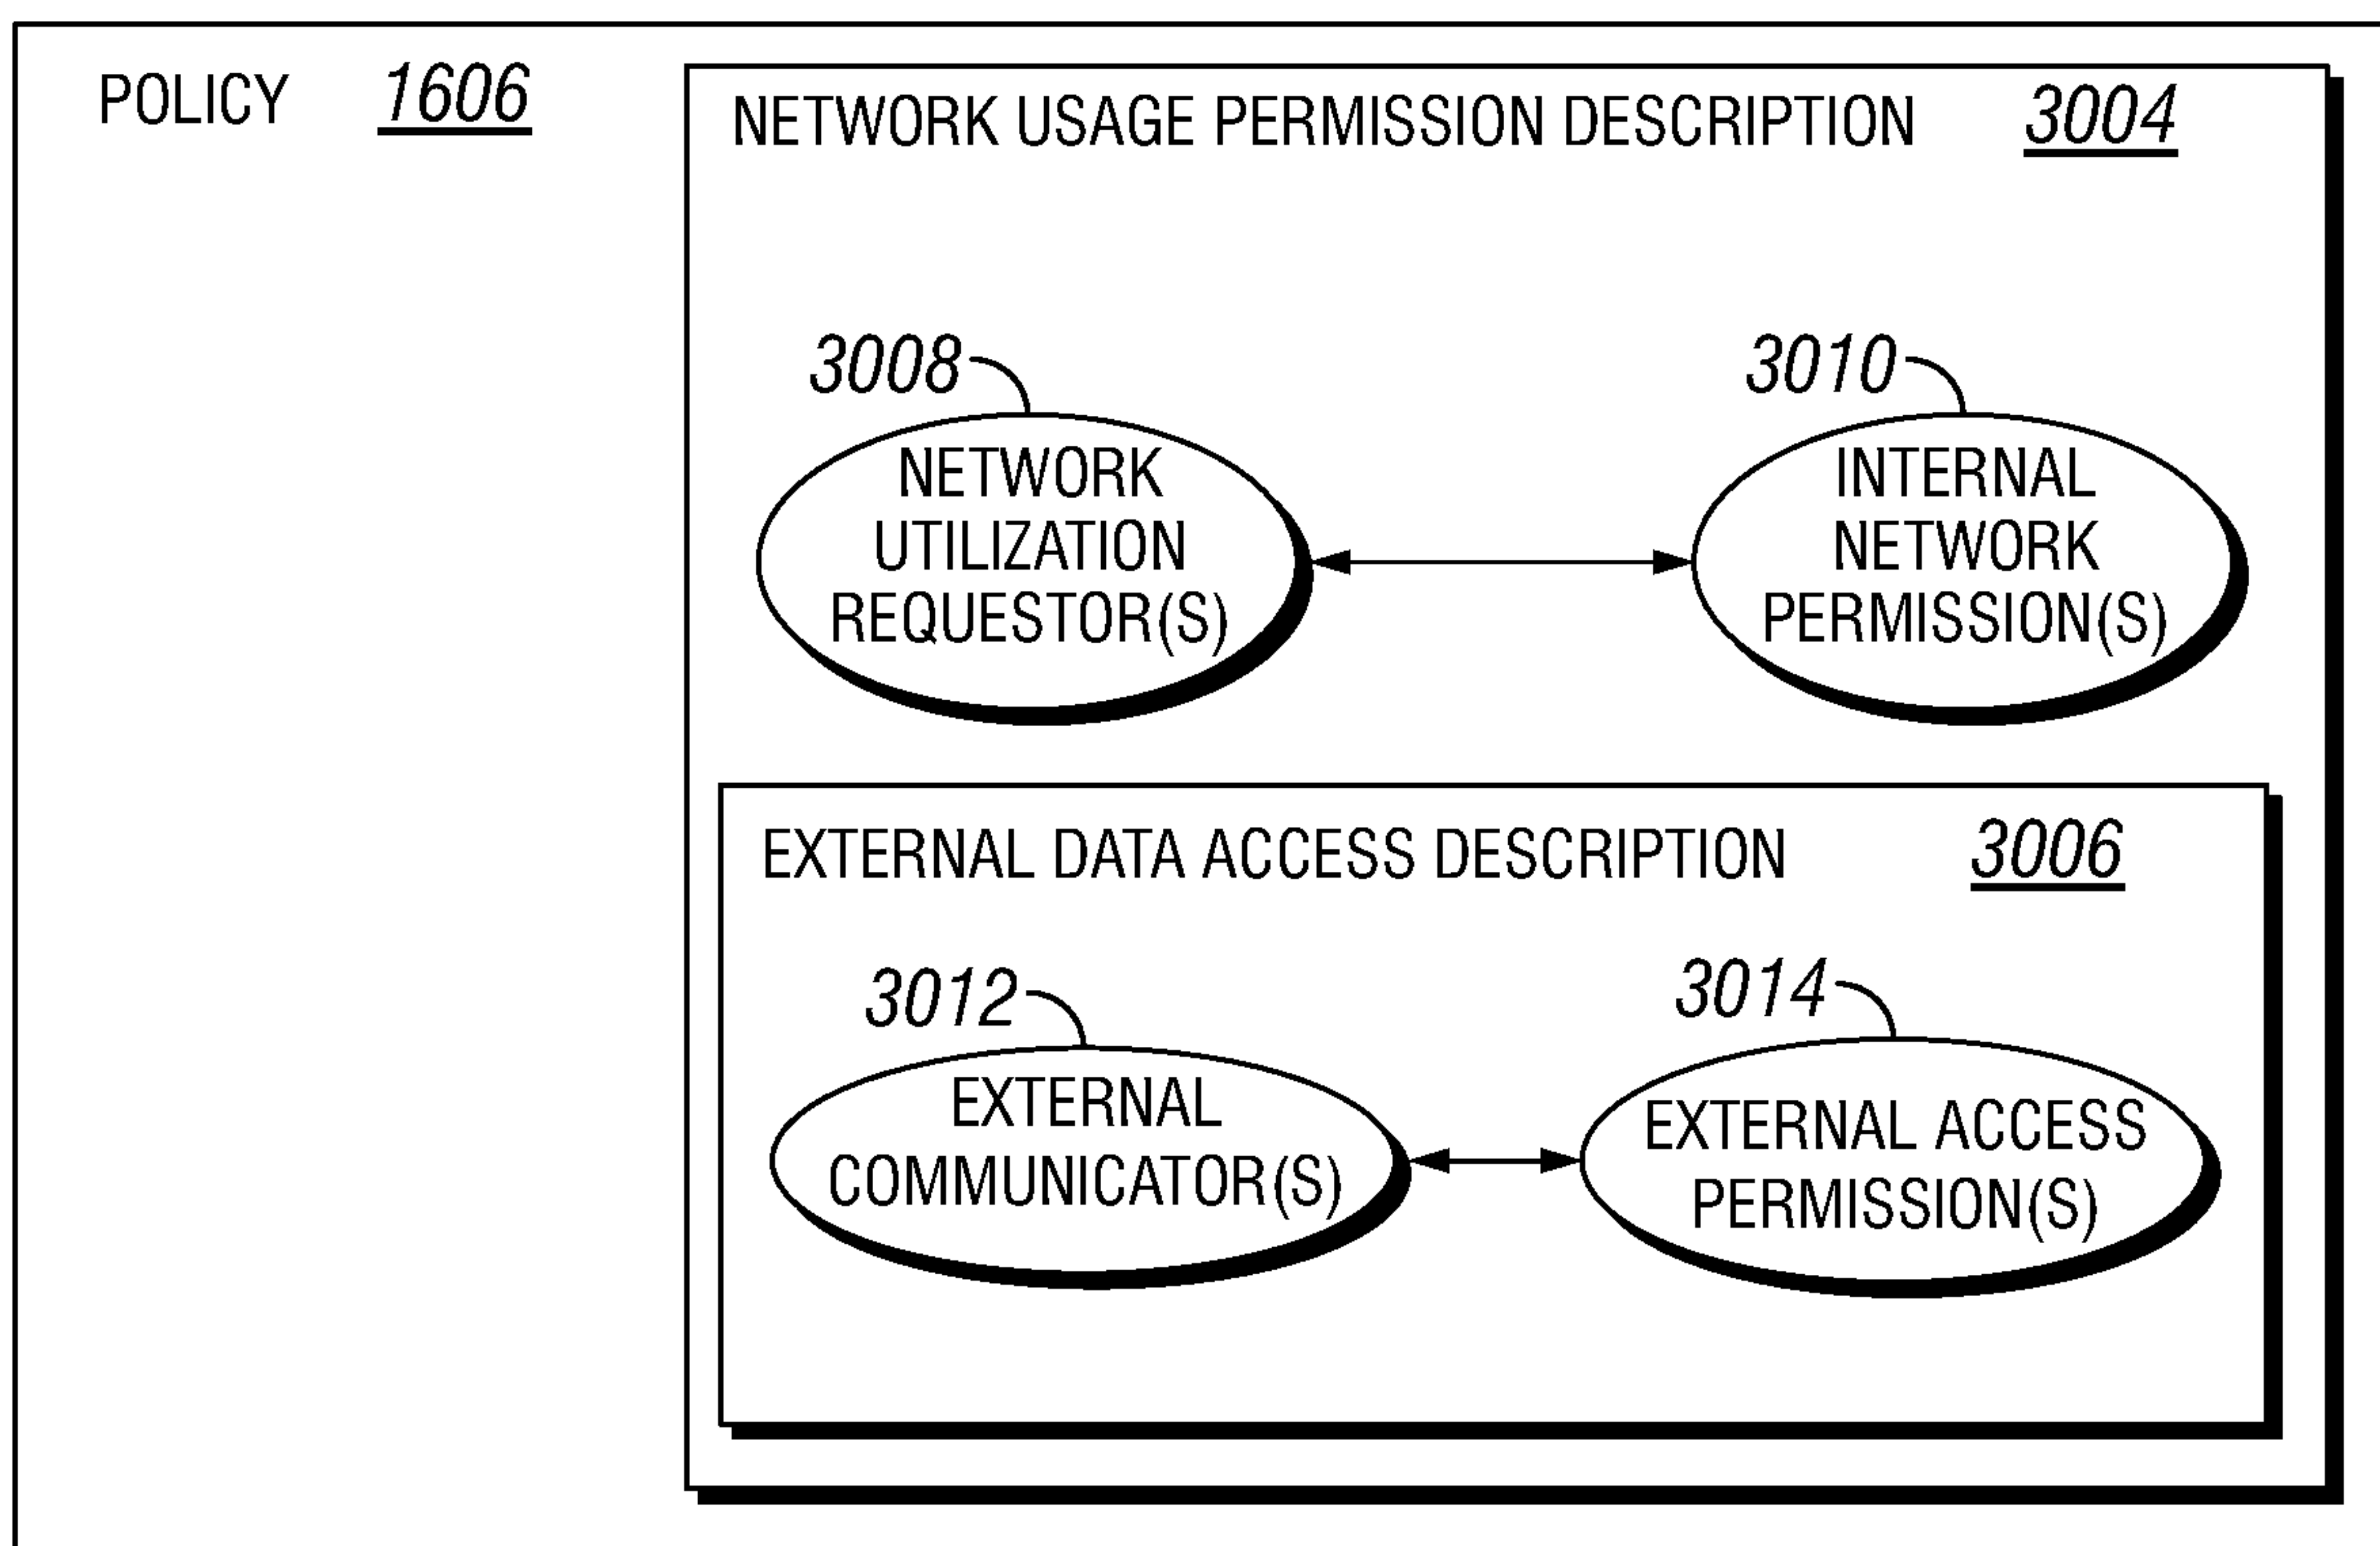 POLICY 1606
NETWORK USAGE PERMISSION DESCRIPTION 3004
3008
NETWORK
UTILIZATION
REQUESTOR(S)
3010
INTERNAL
NETWORK
PERMISSION(S)
EXTERNAL DATA ACCESS DESCRIPTION 3006
3012
EXTERNAL
COMMUNICATOR(S)
3014
EXTERNAL ACCESS
PERMISSION(S)